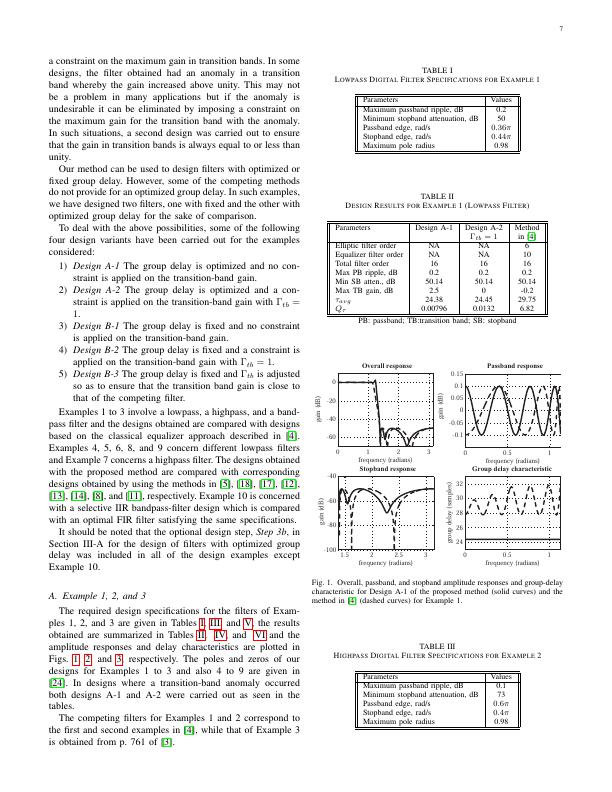 7
a constraint on the maximum gain in transition bands. In some
designs, the filter obtained had an anomaly in a transition
band whereby the gain increased above unity. This may not
be a problem in many applications but if the anomaly is
undesirable it can be eliminated by imposing a constraint on
the maximum gain for the transition band with the anomaly.
In such situations, a second design was carried out to ensure
that the gain in transition bands is always equal to or less than
unity.
Our method can be used to design filters with optimized or
fixed group delay. However, some of the competing methods
do not provide for an optimized group delay. In such examples,
we have designed two filters, one with fixed and the other with
optimized group delay for the sake of comparison.
To deal with the above possibilities, some of the following
four design variants have been carried out for the examples
considered:
1) Design A-1 The group delay is optimized and no con-
straint is applied on the transition-band gain.
2) Design A-2 The group delay is optimized and a con-
straint is applied on the transition-band gain with Γtb =
1.
3) Design B-1 The group delay is fixed and no constraint
is applied on the transition-band gain.
4) Design B-2 The group delay is fixed and a constraint is
applied on the transition-band gain with Γtb = 1.
5) Design B-3 The group delay is fixed and Γtb is adjusted
so as to ensure that the transition band gain is close to
that of the competing filter.
Examples 1 to 3 involve a lowpass, a highpass, and a band-
pass filter and the designs obtained are compared with designs
based on the classical equalizer approach described in [4].
Examples 4, 5, 6, 8, and 9 concern different lowpass filters
and Example 7 concerns a highpass filter. The designs obtained
with the proposed method are compared with corresponding
designs obtained by using the methods in [5], [18], [17], [12],
[13], [14], [8], and [11], respectively. Example 10 is concerned
with a selective IIR bandpass-filter design which is compared
with an optimal FIR filter satisfying the same specifications.
It should be noted that the optional design step, Step 3b, in
Section III-A for the design of filters with optimized group
delay was included in all of the design examples except
Example 10.
A. Example 1, 2, and 3
The required design specifications for the filters of Exam-
ples 1, 2, and 3 are given in Tables I, III and V; the results
obtained are summarized in Tables II, IV, and VI and the
amplitude responses and delay characteristics are plotted in
Figs. 1, 2, and 3, respectively. The poles and zeros of our
designs for Examples 1 to 3 and also 4 to 9 are given in
[24]. In designs where a transition-band anomaly occurred
both designs A-1 and A-2 were carried out as seen in the
tables.
The competing filters for Examples 1 and 2 correspond to
the first and second examples in [4], while that of Example 3
is obtained from p. 761 of [3].
TABLE I
LOWPASS DIGITAL FILTER SPECIFICATIONS FOR EXAMPLE 1
Parameters Values
Maximum passband ripple, dB 0.2
Minimum stopband attenuation, dB 50
Passband edge, rad/s 0.36π
Stopband edge, rad/s 0.44π
Maximum pole radius 0.98
TABLE II
DESIGN RESULTS FOR EXAMPLE 1 (LOWPASS FILTER)
Parameters Design A-1 Design A-2 Method
Γtb = 1 in [4]
Elliptic filter order NA NA 6
Equalizer filter order NA NA 10
Total filter order 16 16 16
Max PB ripple, dB 0.2 0.2 0.2
Min SB atten., dB 50.14 50.14 50.14
Max TB gain, dB 2.5 0 -0.2
τavg 24.38 24.45 29.75
Qτ 0.00796 0.0132 6.82
PB: passband; TB:transition band; SB: stopband
Overall response
0
-20
-40
-60
gain (dB)
0 1 2 3
frequency (radians)
Passband response
0.15
0.1
0.05
0
-0.05
-0.1
gain (dB)
0 0.5 1
frequency (radians)
Stopband response
-40
-60
-80
-100
gain (dB)
1.5 2 2.5 3
frequency (radians)
Group delay characteristic
32
30
28
26
24
group delay (samples)
0 0.5 1
frequency (radians)
Fig. 1. Overall, passband, and stopband amplitude responses and group-delay
characteristic for Design A-1 of the proposed method (solid curves) and the
method in [4] (dashed curves) for Example 1.
TABLE III
HIGHPASS DIGITAL FILTER SPECIFICATIONS FOR EXAMPLE 2
Parameters Values
Maximum passband ripple, dB 0.1
Minimum stopband attenuation, dB 73
Passband edge, rad/s 0.6π
Stopband edge, rad/s 0.4π
Maximum pole radius 0.98